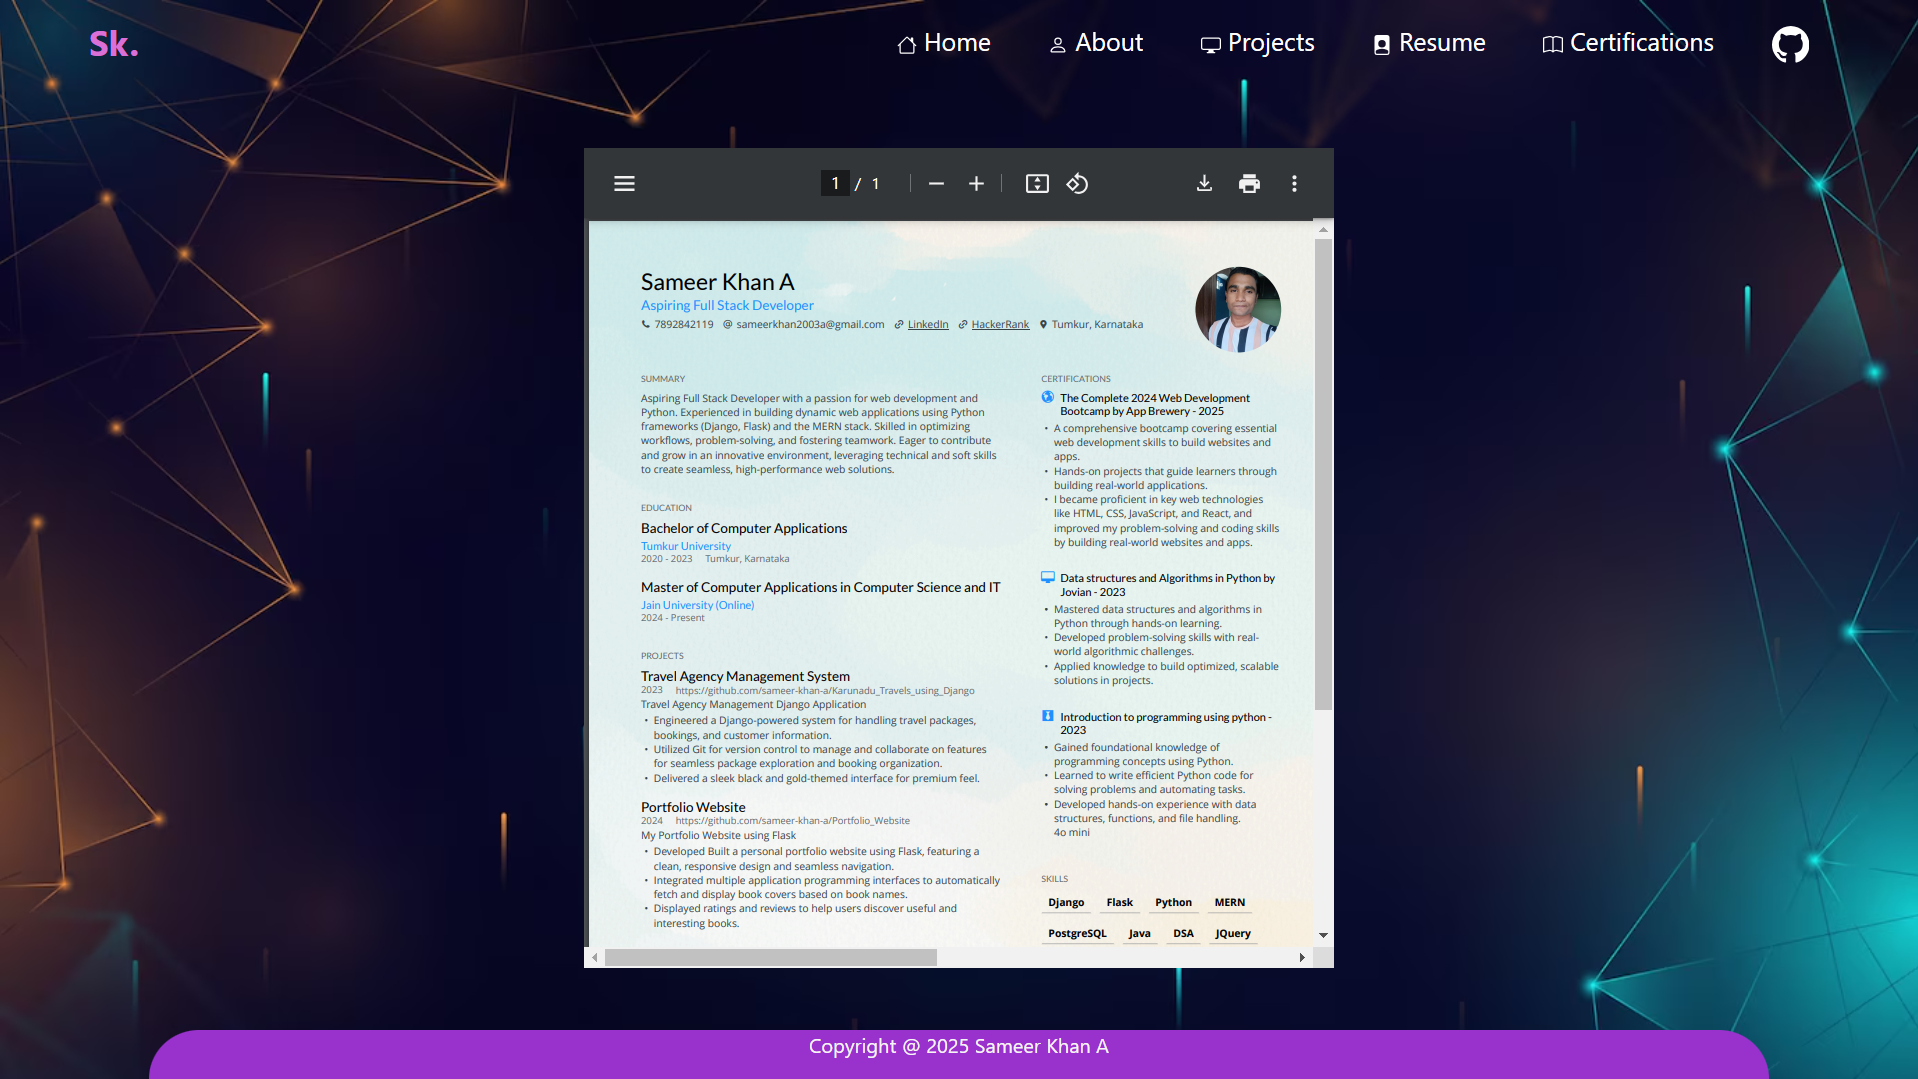 Sk.
Home
About
Projects
Resume
Certifications
1 / 1
Sameer Khan A
Aspiring Full Stack Developer
7892842119 @ sameerkhan2003a@gmail.com LinkedIn HackerRank Tumkur, Karnataka
SUMMARY
Aspiring Full Stack Developer with a passion for web development and
Python. Experienced in building dynamic web applications using Python
frameworks (Django, Flask) and the MERN stack. Skilled in optimizing
workflows, problem-solving, and fostering teamwork. Eager to contribute
and grow in an innovative environment, leveraging technical and soft skills
to create seamless, high-performance web solutions.
EDUCATION
Bachelor of Computer Applications
Tumkur University
2020 - 2023 Tumkur, Karnataka
Master of Computer Applications in Computer Science and IT
Jain University (Online)
2024 - Present
PROJECTS
Travel Agency Management System
2023 https://github.com/sameer-khan-a/Karunadu_Travels_using_Django
Travel Agency Management Django Application
• Engineered a Django-powered system for handling travel packages,
bookings, and customer information.
• Utilized Git for version control to manage and collaborate on features
for seamless package exploration and booking organization.
• Delivered a sleek black and gold-themed interface for premium feel.
Portfolio Website
2024 https://github.com/sameer-khan-a/Portfolio_Website
My Portfolio Website using Flask
• Developed Built a personal portfolio website using Flask, featuring a
clean, responsive design and seamless navigation.
• Integrated multiple application programming interfaces to automatically
fetch and display book covers based on book names.
• Displayed ratings and reviews to help users discover useful and
interesting books.
CERTIFICATIONS
The Complete 2024 Web Development
Bootcamp by App Brewery - 2025
• A comprehensive bootcamp covering essential
web development skills to build websites and
apps.
• Hands-on projects that guide learners through
building real-world applications.
• I became proficient in key web technologies
like HTML, CSS, JavaScript, and React, and
improved my problem-solving and coding skills
by building real-world websites and apps.
Data structures and Algorithms in Python by
Jovian - 2023
• Mastered data structures and algorithms in
Python through hands-on learning.
• Developed problem-solving skills with real-
world algorithmic challenges.
• Applied knowledge to build optimized, scalable
solutions in projects.
Introduction to programming using python -
2023
• Gained foundational knowledge of
programming concepts using Python.
• Learned to write efficient Python code for
solving problems and automating tasks.
• Developed hands-on experience with data
structures, functions, and file handling.
4o mini
SKILLS
Django Flask Python MERN
PostgreSQL Java DSA JQuery
Copyright @ 2025 Sameer Khan A